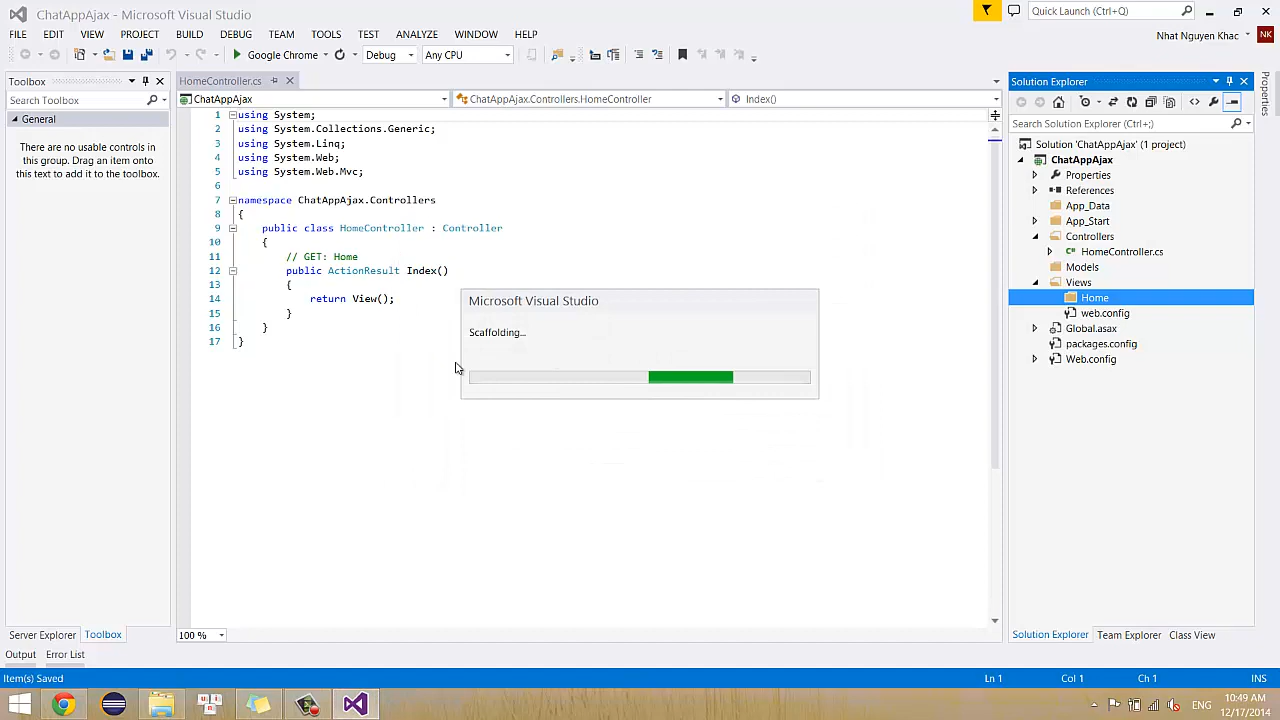 ChatAppAjax - Microsoft Visual Studio
Quick Launch (Ctrl+Q)
FILE EDIT VIEW PROJECT BUILD DEBUG TEAM TOOLS TEST ANALYZE WINDOW HELP
Nhat Nguyen Khac
NK
Google Chrome
Debug
Any CPU
Toolbox
Search Toolbox
General
There are no usable controls in
this group. Drag an item onto
this text to add it to the toolbox.
Server Explorer
Toolbox
HomeController.cs
ChatAppAjax
ChatAppAjax.Controllers.HomeController
Index()
1 using System;
2 using System.Collections.Generic;
3 using System.Linq;
4 using System.Web;
5 using System.Web.Mvc;
6
7 namespace ChatAppAjax.Controllers
8 {
9 public class HomeController : Controller
10 {
11 // GET: Home
12 public ActionResult Index()
13 {
14 return View();
15 }
16 }
17 }
100 %
Microsoft Visual Studio
Scaffolding...
Solution Explorer
Search Solution Explorer (Ctrl+;)
Solution 'ChatAppAjax' (1 project)
ChatAppAjax
Properties
References
App_Data
App_Start
Controllers
HomeController.cs
Models
Views
Home
web.config
Global.asax
packages.config
Web.config
Solution Explorer
Team Explorer
Class View
Properties
Output
Error List
Item(s) Saved
Ln 1
Col 1
Ch 1
INS
ENG
10:49 AM
12/17/2014